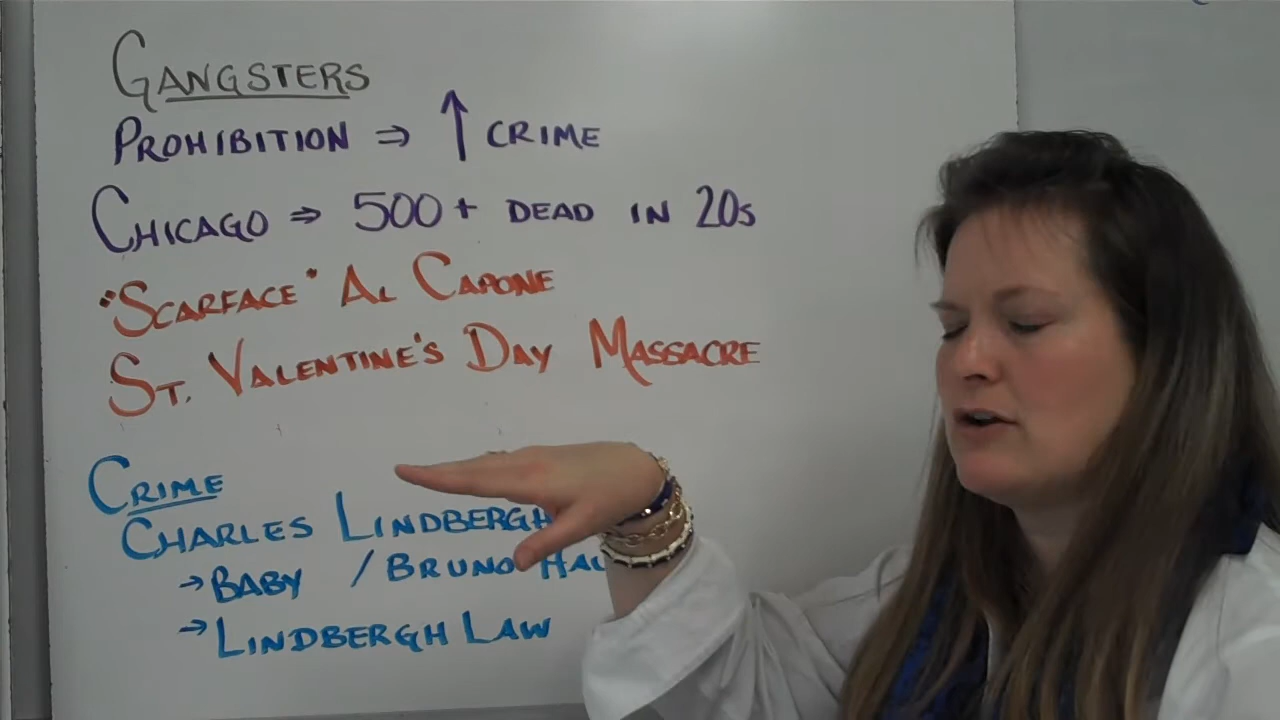 GANGSTERS
PROHIBITION ⇒ ↑ CRIME
CHICAGO ⇒ 500+ DEAD IN 20s
"SCARFACE" AL CAPONE
ST. VALENTINE'S DAY MASSACRE
CRIME
CHARLES LINDBERGH
→ BABY / BRUNO
→ LINDBERGH LAW